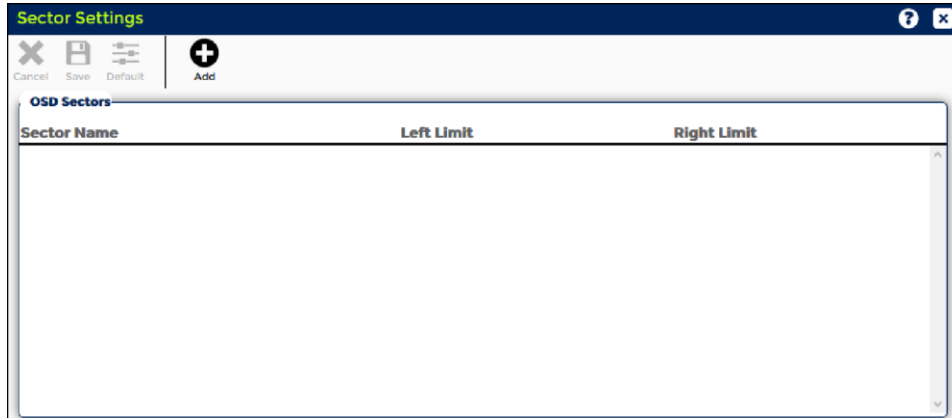 Sector Settings
Cancel Save Default Add
OSD Sectors
Sector Name Left Limit Right Limit